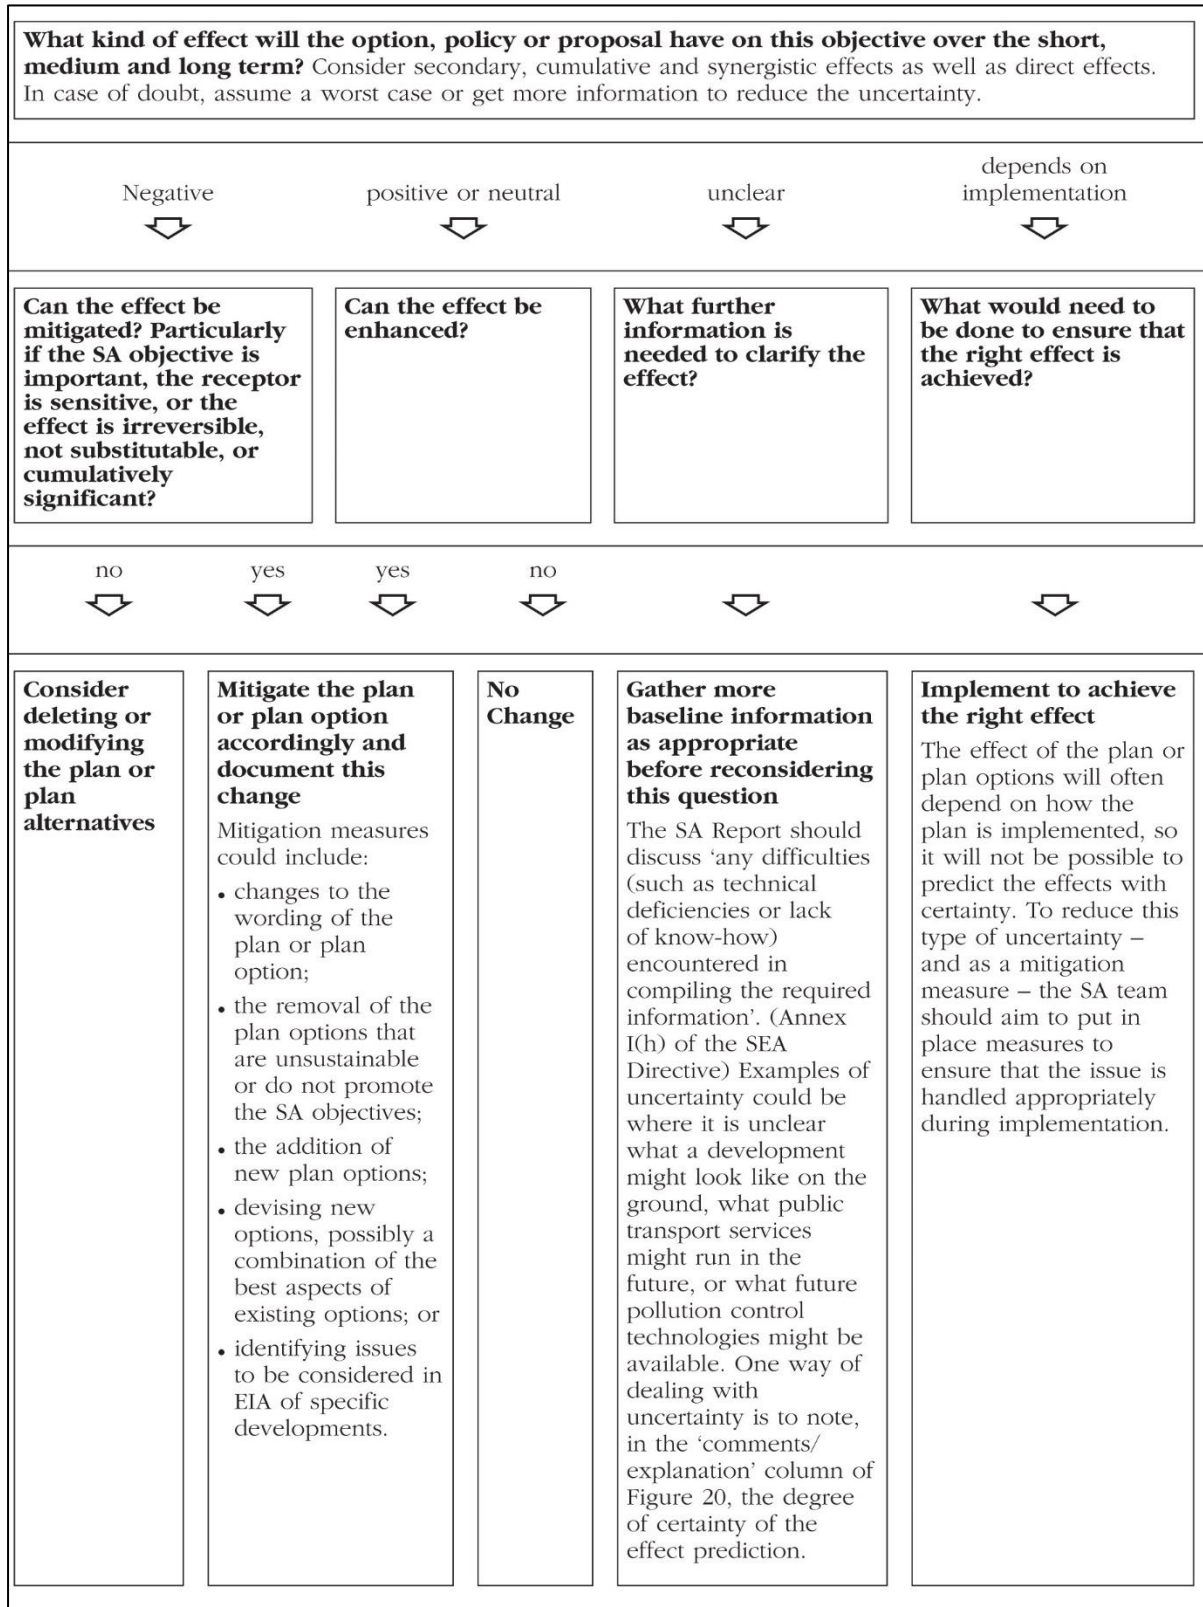 What kind of effect will the option, policy or proposal have on this objective over the short,
medium and long term? Consider secondary, cumulative and synergistic effects as well as direct effects.
In case of doubt, assume a worst case or get more information to reduce the uncertainty.
Negative
positive or neutral
unclear
depends on
implementation
Can the effect be
mitigated? Particularly
if the SA objective is
important, the receptor
is sensitive, or the
effect is irreversible,
not substitutable, or
cumulatively
significant?
Can the effect be
enhanced?
What further
information is
needed to clarify the
effect?
What would need to
be done to ensure that
the right effect is
achieved?
no
yes
yes
no
Consider
deleting or
modifying
the plan or
plan
alternatives
Mitigate the plan
or plan option
accordingly and
document this
change
Mitigation measures
could include:
• changes to the
wording of the
plan or plan
option;
• the removal of the
plan options that
are unsustainable
or do not promote
the SA objectives;
• the addition of
new plan options;
• devising new
options, possibly a
combination of the
best aspects of
existing options; or
• identifying issues
to be considered in
EIA of specific
developments.
No
Change
Gather more
baseline information
as appropriate
before reconsidering
this question
The SA Report should
discuss ‘any difficulties
(such as technical
deficiencies or lack
of know-how)
encountered in
compiling the required
information’. (Annex
I(h) of the SEA
Directive) Examples of
uncertainty could be
where it is unclear
what a development
might look like on the
ground, what public
transport services
might run in the
future, or what future
pollution control
technologies might be
available. One way of
dealing with
uncertainty is to note,
in the ‘comments/
explanation’ column of
Figure 20, the degree
of certainty of the
effect prediction.
Implement to achieve
the right effect
The effect of the plan or
plan options will often
depend on how the
plan is implemented, so
it will not be possible to
predict the effects with
certainty. To reduce this
type of uncertainty –
and as a mitigation
measure – the SA team
should aim to put in
place measures to
ensure that the issue is
handled appropriately
during implementation.